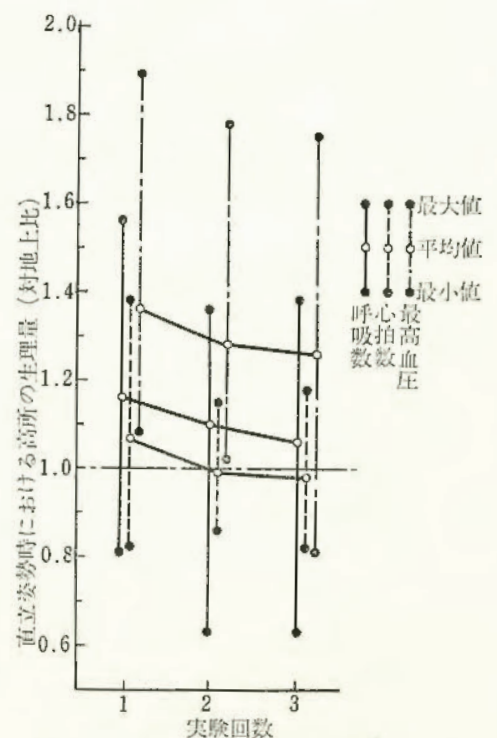 2.0
1.8
1.6
1.4
1.2
1.0
0.8
0.6
直立姿勢時における高所の生理量（対地上比）
1
2
3
実験回数
最大値
平均値
最小値
呼吸数
心拍数
最高血圧